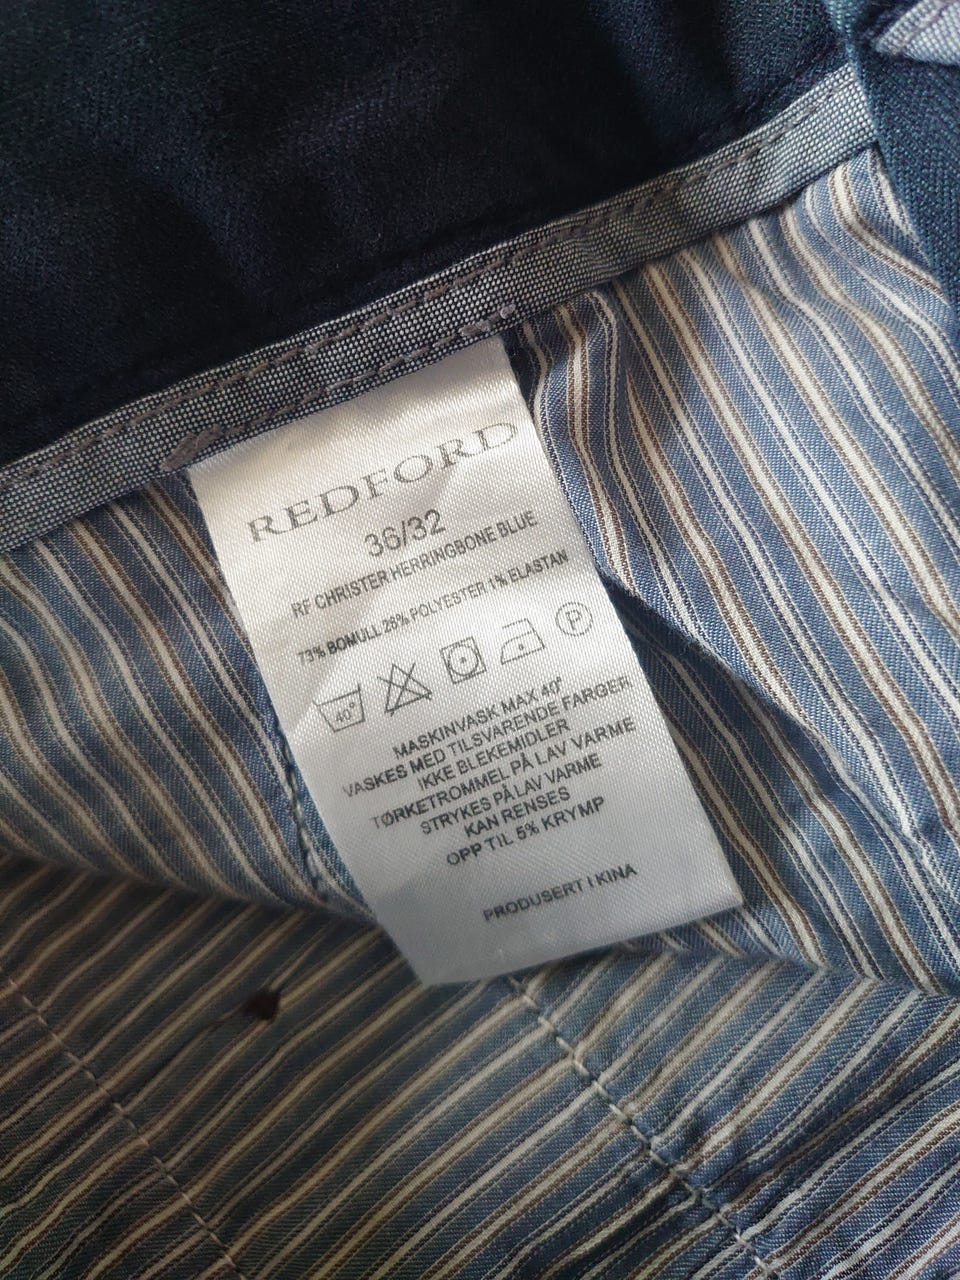 REDFORD
36/32
RF CHRISTER HERRINGBONE BLUE
73% BOMULL 26% POLYESTER 1% ELASTAN
40° P
MASKINVASK MAX 40°
VASKES MED TILSVARENDE FARGER
IKKE BLEKEMIDLER
TØRKETROMMEL PÅ LAV VARME
STRYKES PÅ LAV VARME
KAN RENSES
OPP TIL 5% KRYMP
PRODUSERT I KINA